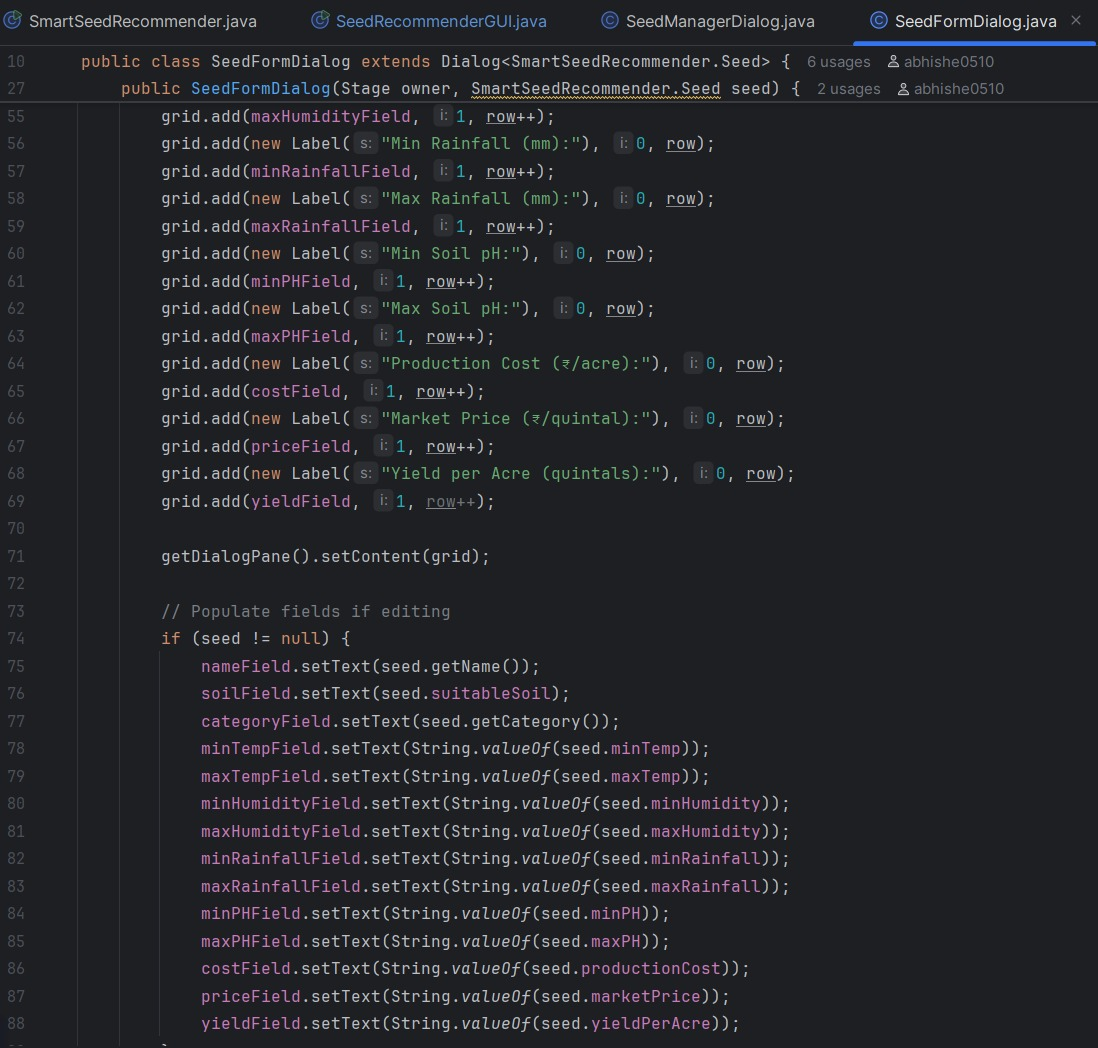 SmartSeedRecommender.java SeedRecommenderGUI.java SeedManagerDialog.java SeedFormDialog.java
10 public class SeedFormDialog extends Dialog<SmartSeedRecommender.Seed> { 6 usages abhishe0510
27 public SeedFormDialog(Stage owner, SmartSeedRecommender.Seed seed) { 2 usages abhishe0510
55 grid.add(maxHumidityField, i: 1, row++);
56 grid.add(new Label( s: "Min Rainfall (mm):"), i: 0, row);
57 grid.add(minRainfallField, i: 1, row++);
58 grid.add(new Label( s: "Max Rainfall (mm):"), i: 0, row);
59 grid.add(maxRainfallField, i: 1, row++);
60 grid.add(new Label( s: "Min Soil pH:"), i: 0, row);
61 grid.add(minPHField, i: 1, row++);
62 grid.add(new Label( s: "Max Soil pH:"), i: 0, row);
63 grid.add(maxPHField, i: 1, row++);
64 grid.add(new Label( s: "Production Cost (₹/acre):"), i: 0, row);
65 grid.add(costField, i: 1, row++);
66 grid.add(new Label( s: "Market Price (₹/quintal):"), i: 0, row);
67 grid.add(priceField, i: 1, row++);
68 grid.add(new Label( s: "Yield per Acre (quintals):"), i: 0, row);
69 grid.add(yieldField, i: 1, row++);
70
71 getDialogPane().setContent(grid);
72
73 // Populate fields if editing
74 if (seed != null) {
75 nameField.setText(seed.getName());
76 soilField.setText(seed.suitableSoil);
77 categoryField.setText(seed.getCategory());
78 minTempField.setText(String.valueOf(seed.minTemp));
79 maxTempField.setText(String.valueOf(seed.maxTemp));
80 minHumidityField.setText(String.valueOf(seed.minHumidity));
81 maxHumidityField.setText(String.valueOf(seed.maxHumidity));
82 minRainfallField.setText(String.valueOf(seed.minRainfall));
83 maxRainfallField.setText(String.valueOf(seed.maxRainfall));
84 minPHField.setText(String.valueOf(seed.minPH));
85 maxPHField.setText(String.valueOf(seed.maxPH));
86 costField.setText(String.valueOf(seed.productionCost));
87 priceField.setText(String.valueOf(seed.marketPrice));
88 yieldField.setText(String.valueOf(seed.yieldPerAcre));